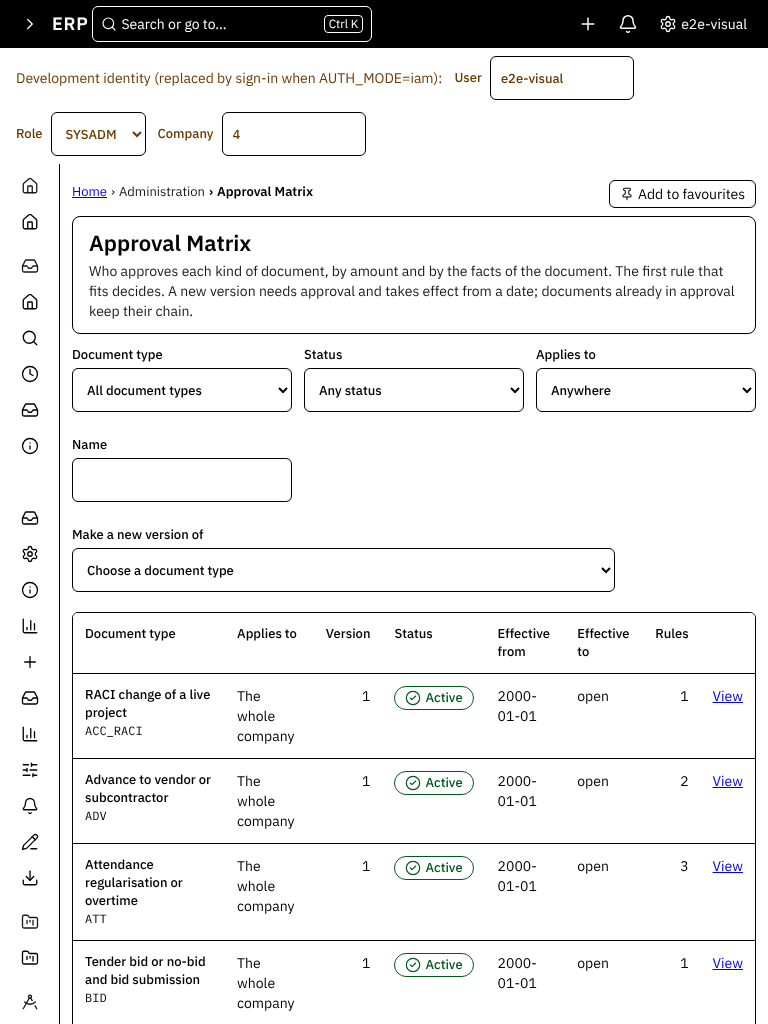 ERP
Search or go to...
Ctrl K
e2e-visual
Development identity (replaced by sign-in when AUTH_MODE=iam):
User
e2e-visual
Role
SYSADM
Company
4
Home › Administration › Approval Matrix
Add to favourites
Approval Matrix
Who approves each kind of document, by amount and by the facts of the document. The first rule that
fits decides. A new version needs approval and takes effect from a date; documents already in approval
keep their chain.
Document type
Status
Applies to
All document types
Any status
Anywhere
Name
Make a new version of
Choose a document type
Document type
Applies to
Version
Status
Effective
from
Effective
to
Rules
RACI change of a live
project
ACC_RACI
The
whole
company
1
Active
2000-
01-01
open
1
View
Advance to vendor or
subcontractor
ADV
The
whole
company
1
Active
2000-
01-01
open
2
View
Attendance
regularisation or
overtime
ATT
The
whole
company
1
Active
2000-
01-01
open
3
View
Tender bid or no-bid
and bid submission
BID
The
whole
company
1
Active
2000-
01-01
open
1
View